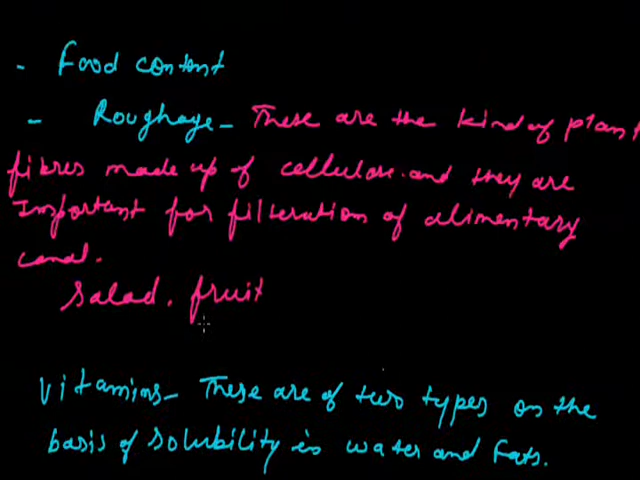 - Food content
- Roughage - These are the kind of plant
fibres made up of cellulose. and they are
Important for filteration of alimentary
canal.
Salad. fruit
Vitamins - These are of two types on the
basis of solubility in water and Fats.